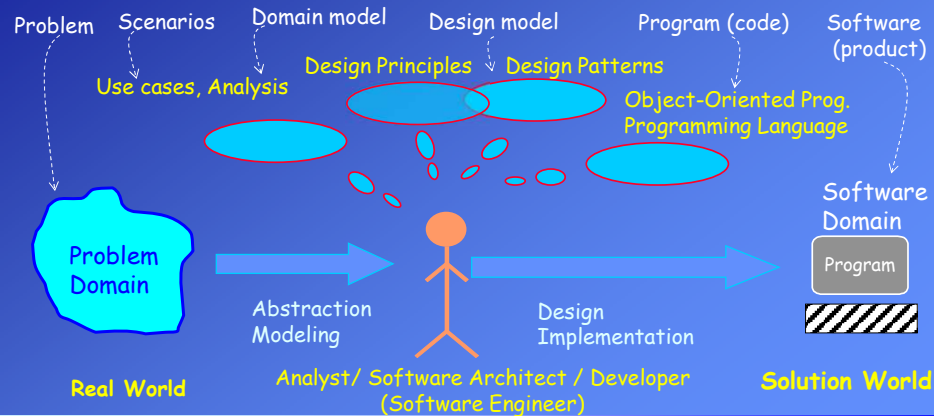 Problem
Scenarios
Domain model
Design model
Program (code)
Software
(product)
Use cases, Analysis
Design Principles
Design Patterns
Object-Oriented Prog.
Programming Language
Problem
Domain
Abstraction
Modeling
Design
Implementation
Software
Domain
Program
Real World
Analyst/ Software Architect / Developer
(Software Engineer)
Solution World